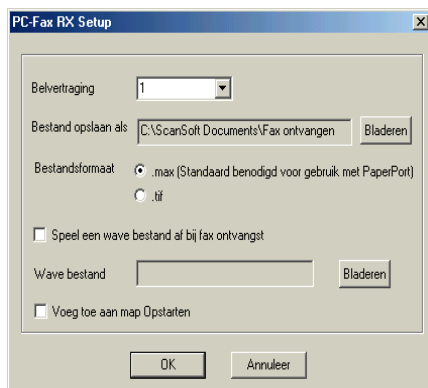 PC-Fax RX Setup
Belvertraging 1
Bestand opslaan als C:\ScanSoft Documents\Fax ontvangen Bladeren
Bestandsformaat .max (Standaard benodigd voor gebruik met PaperPort)
.tif
Speel een wave bestand af bij fax ontvangst
Wave bestand Bladeren
Voeg toe aan map Opstarten
OK Annuleer